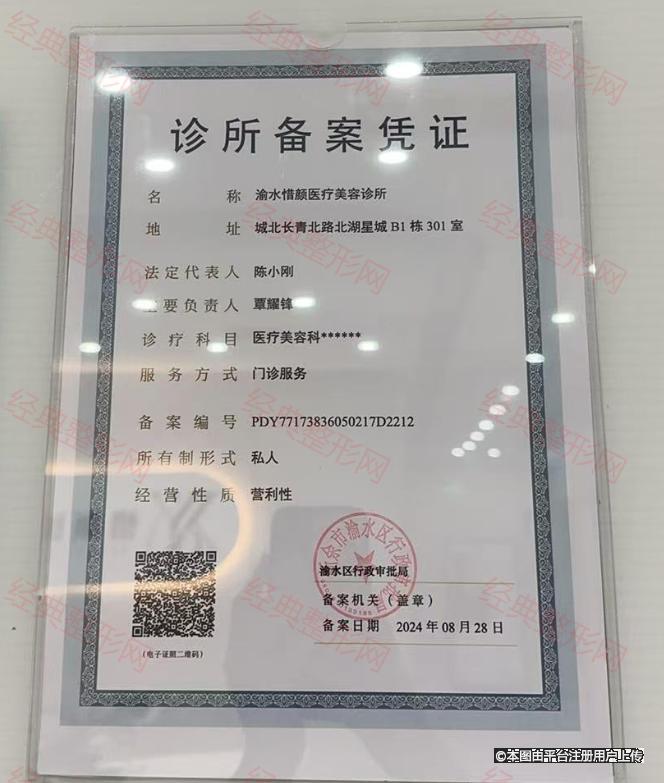 诊所备案凭证
名 称 渝水惜颜医疗美容诊所
地 址 城北长青北路北湖星城 B1 栋 301 室
法定代表人 陈小刚
主要负责人 覃耀锋
诊疗科目 医疗美容科******
服务方式 门诊服务
备案编号 PDY77173836050217D2212
所有制形式 私人
经营性质 营利性
渝水区行政审批局
备案机关（盖章）
备案日期 2024 年 08 月 28 日
（电子证照二维码）
经典整形网
©本图由平台注册用户上传